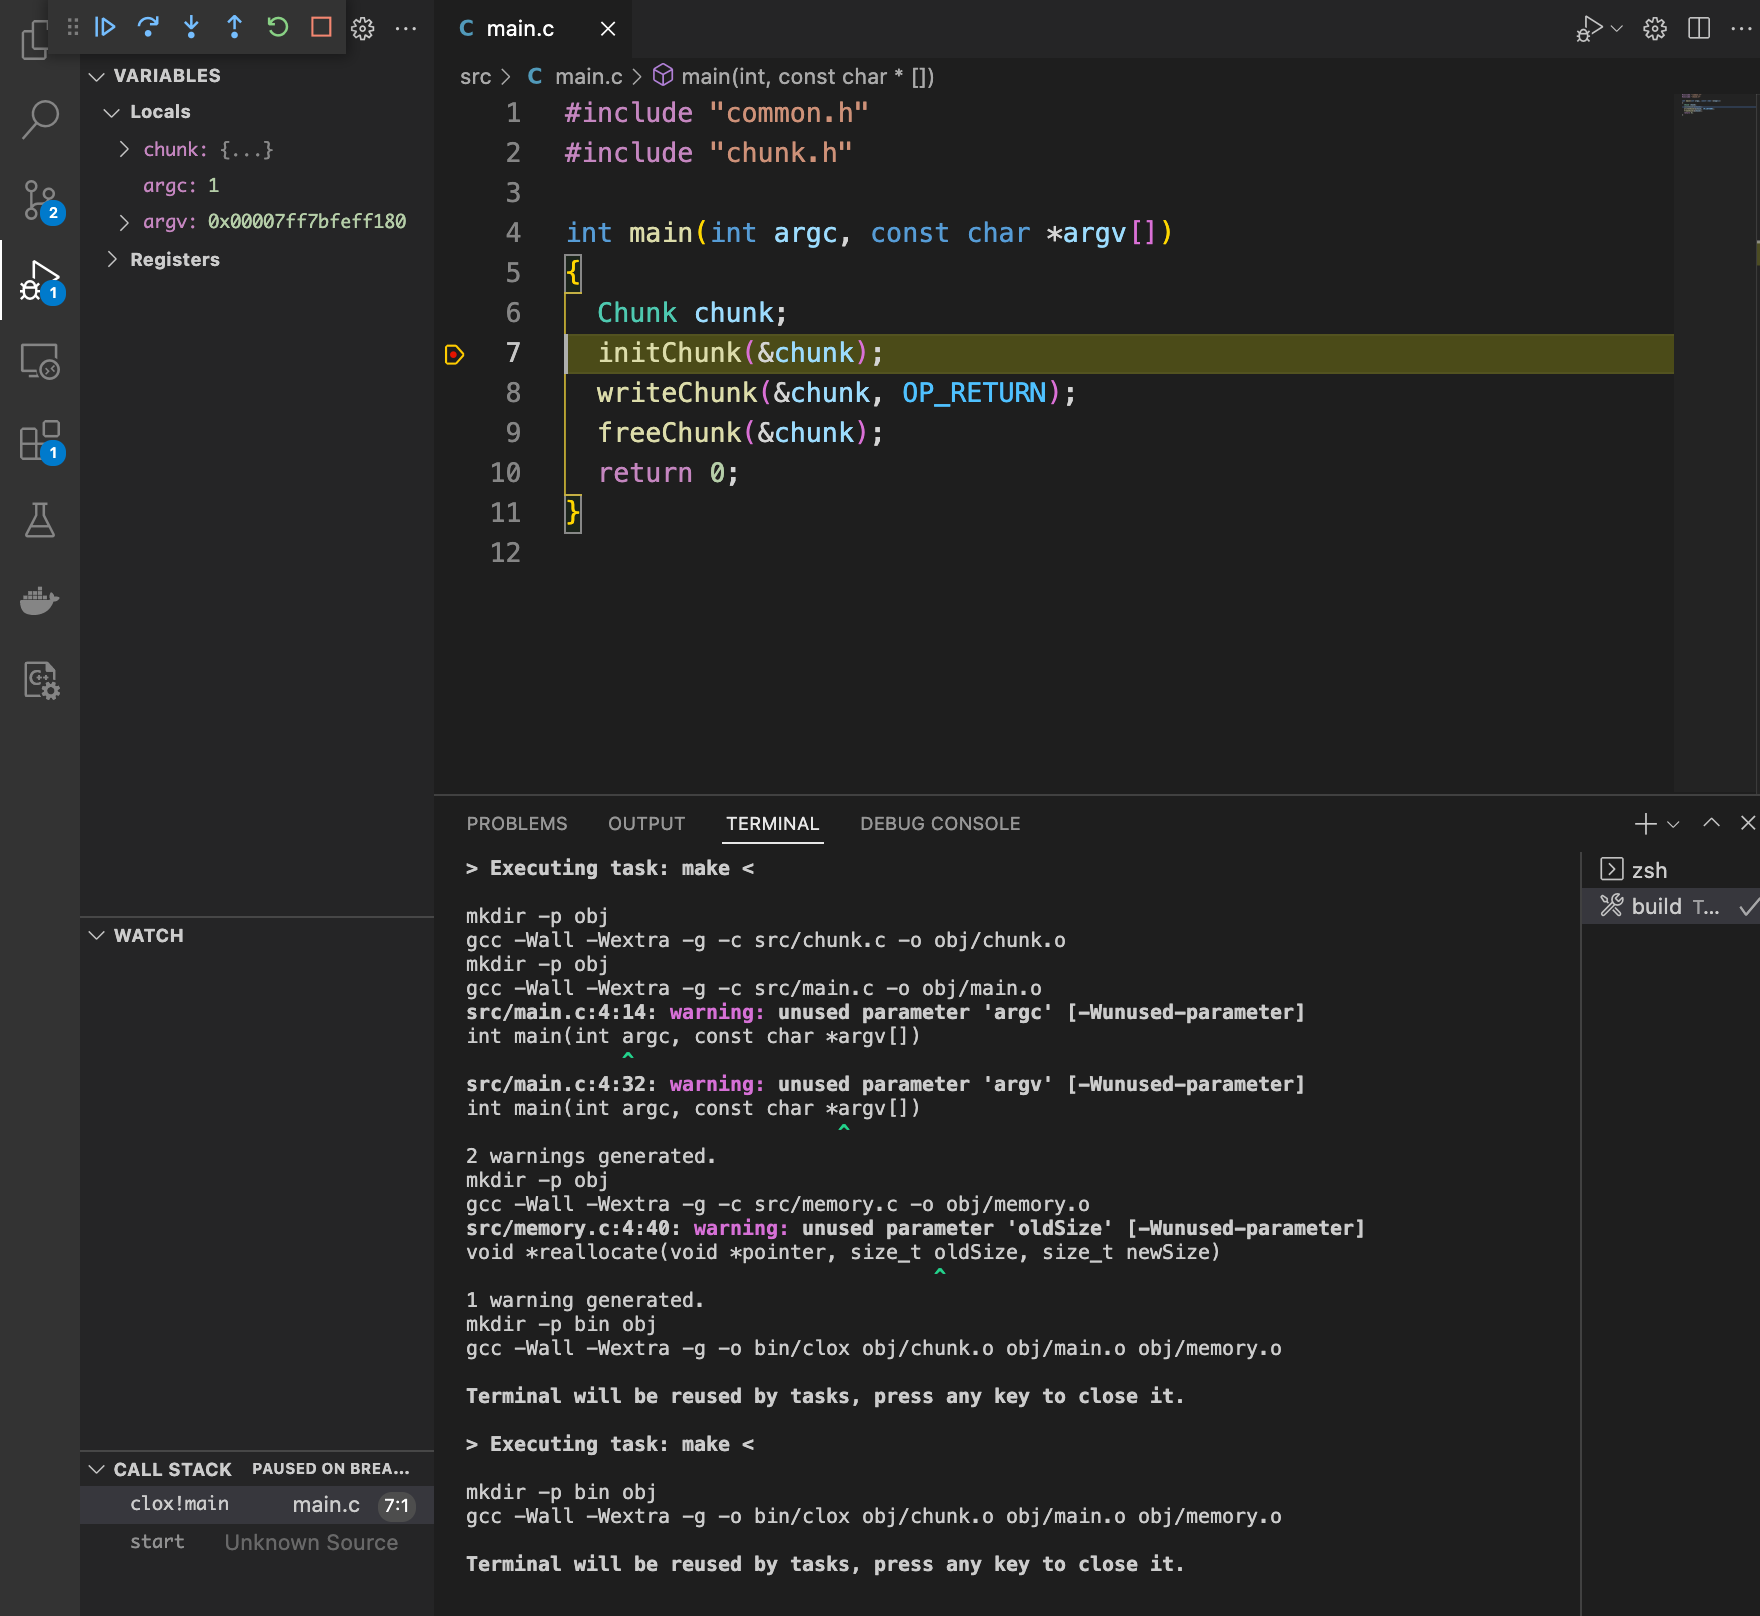 VARIABLES
Locals
chunk: {...}
argc: 1
argv: 0x00007ff7bfeff180
Registers
2
1
1
WATCH
CALL STACK PAUSED ON BREA...
clox!main main.c 7:1
start Unknown Source
C main.c
src > C main.c > main(int, const char * [])
1 #include "common.h"
2 #include "chunk.h"
3
4 int main(int argc, const char *argv[])
5 {
6 Chunk chunk;
7 initChunk(&chunk);
8 writeChunk(&chunk, OP_RETURN);
9 freeChunk(&chunk);
10 return 0;
11 }
12
PROBLEMS OUTPUT TERMINAL DEBUG CONSOLE
> Executing task: make <
mkdir -p obj
gcc -Wall -Wextra -g -c src/chunk.c -o obj/chunk.o
mkdir -p obj
gcc -Wall -Wextra -g -c src/main.c -o obj/main.o
src/main.c:4:14: warning: unused parameter 'argc' [-Wunused-parameter]
int main(int argc, const char *argv[])
^
src/main.c:4:32: warning: unused parameter 'argv' [-Wunused-parameter]
int main(int argc, const char *argv[])
^
2 warnings generated.
mkdir -p obj
gcc -Wall -Wextra -g -c src/memory.c -o obj/memory.o
src/memory.c:4:40: warning: unused parameter 'oldSize' [-Wunused-parameter]
void *reallocate(void *pointer, size_t oldSize, size_t newSize)
^
1 warning generated.
mkdir -p bin obj
gcc -Wall -Wextra -g -o bin/clox obj/chunk.o obj/main.o obj/memory.o
Terminal will be reused by tasks, press any key to close it.
> Executing task: make <
mkdir -p bin obj
gcc -Wall -Wextra -g -o bin/clox obj/chunk.o obj/main.o obj/memory.o
Terminal will be reused by tasks, press any key to close it.
zsh
build T...